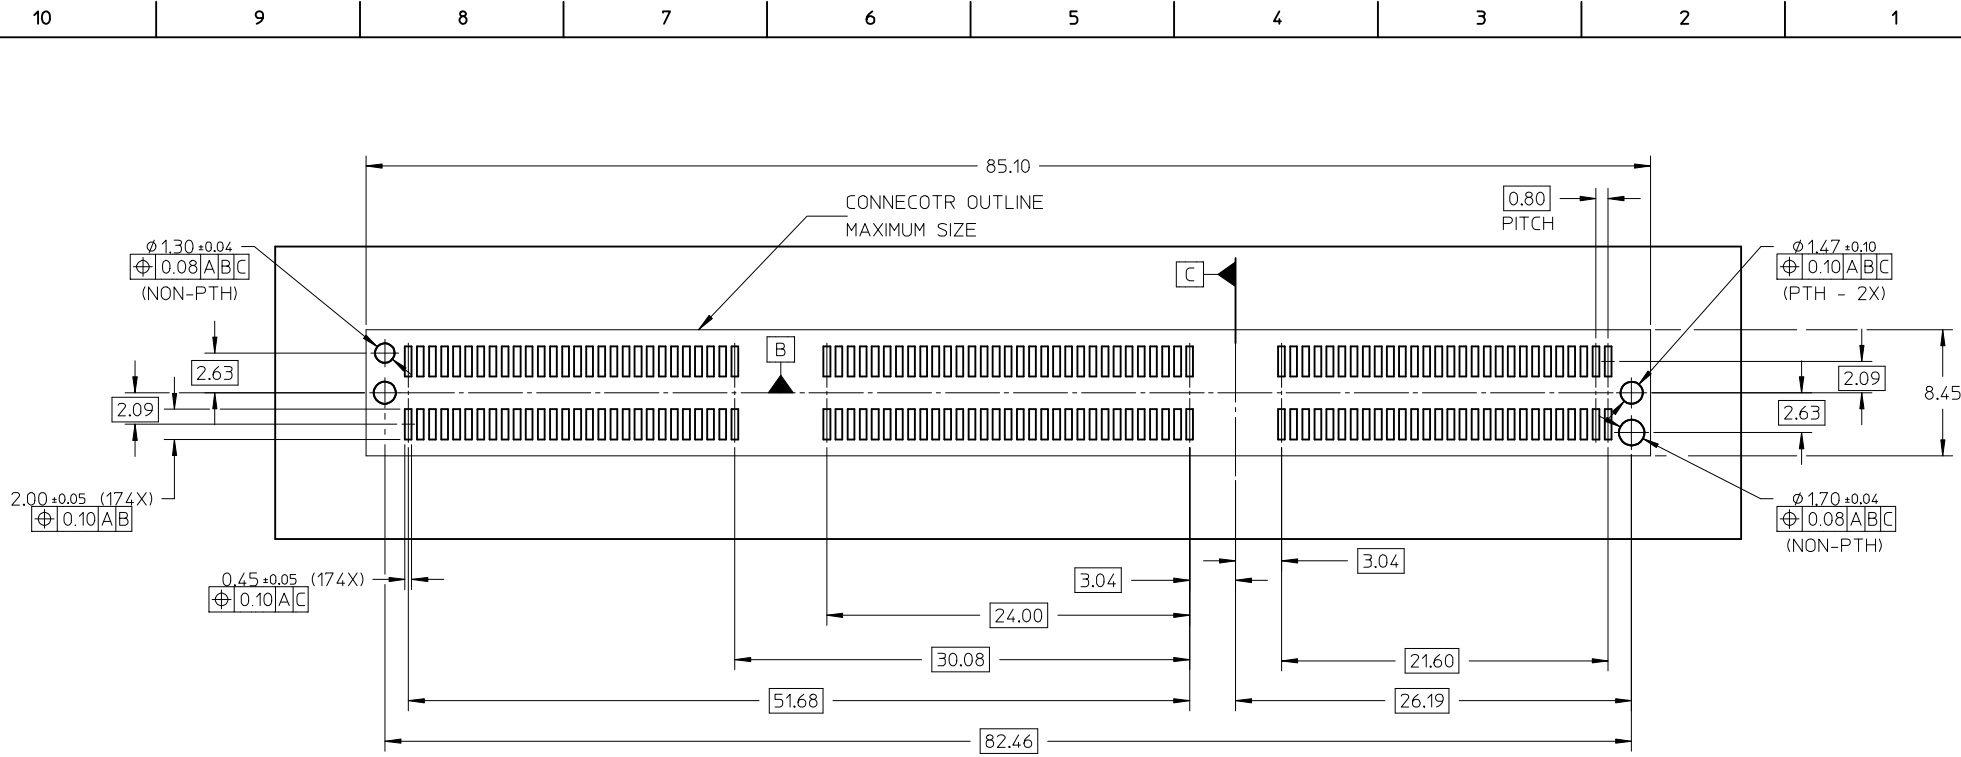 10 9 8 7 6 5 4 3 2 1
85.10
CONNECOTR OUTLINE
MAXIMUM SIZE
0.80
PITCH
⌀1.30 ±0.04
⌖ 0.08 A B C
(NON-PTH)
C
⌀1.47 ±0.10
⌖ 0.10 A B C
(PTH - 2X)
B
2.63
2.09
2.09
2.63
8.45
2.00 ±0.05 (174X)
⌖ 0.10 A B
⌀1.70 ±0.04
⌖ 0.08 A B C
(NON-PTH)
0.45 ±0.05 (174X)
⌖ 0.10 A C
3.04
3.04
24.00
30.08
21.60
51.68
26.19
82.46